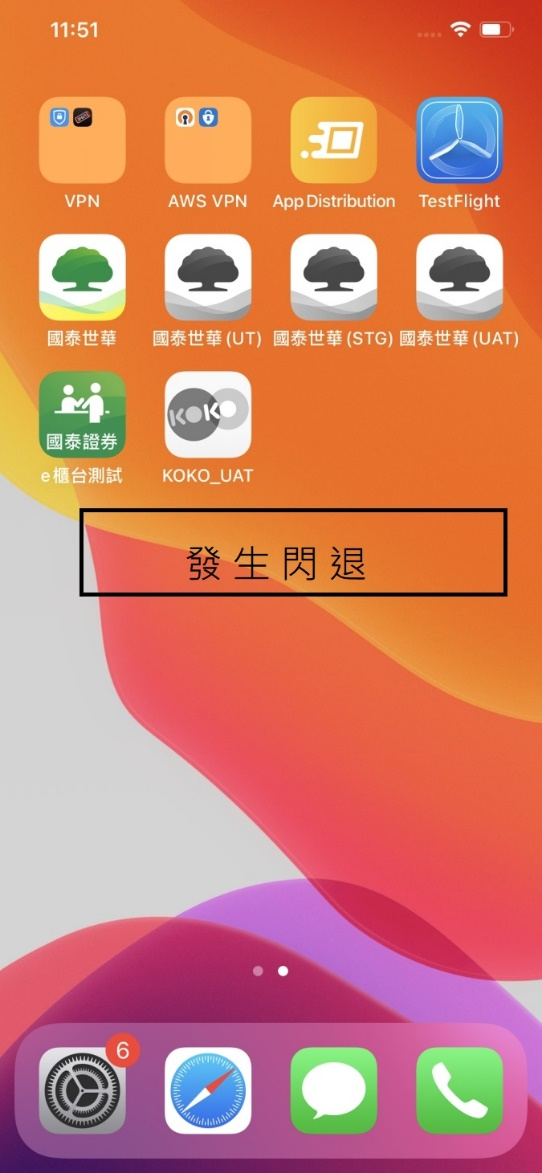 11:51
VPN
AWS VPN
App Distribution
TestFlight
國泰世華
國泰世華(UT)
國泰世華(STG)
國泰世華(UAT)
國泰證券
KOKO
e櫃台測試
KOKO_UAT
發生閃退
6